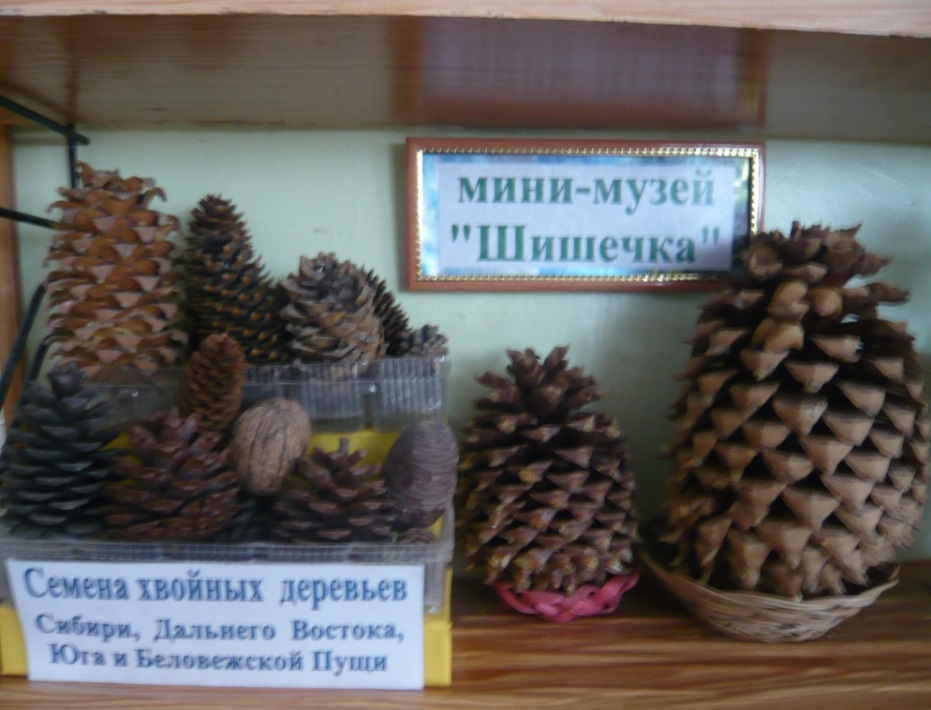 мини-музей
"Шишечка"
Семена хвойных деревьев
Сибири, Дальнего Востока,
Юга и Беловежской Пущи